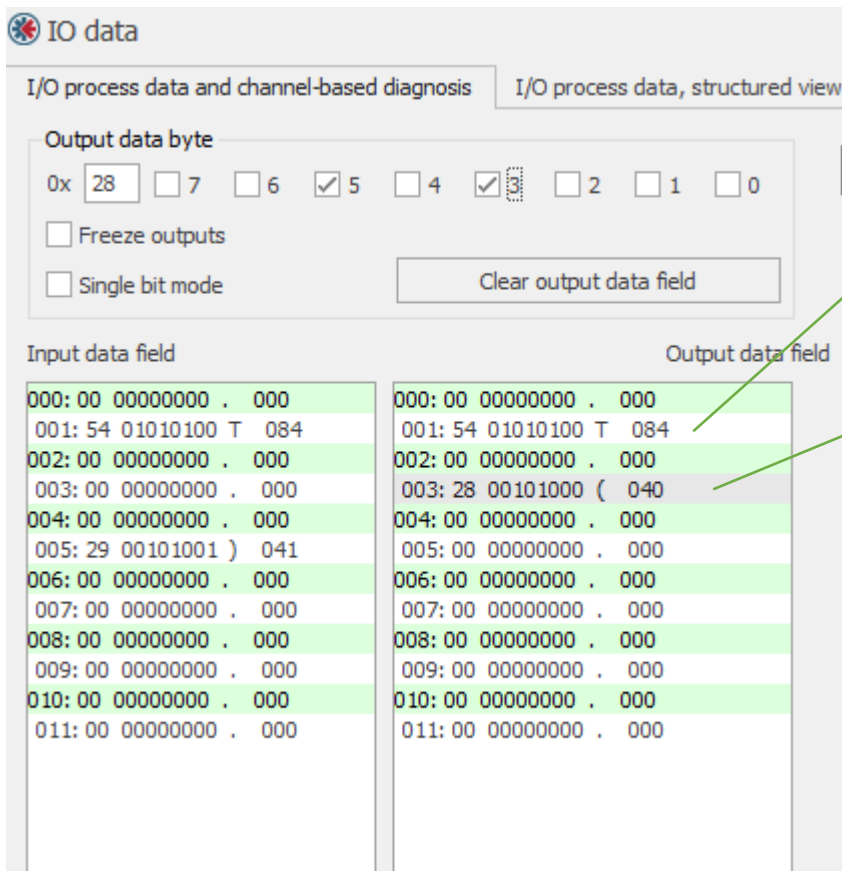 IO data
I/O process data and channel-based diagnosis
I/O process data, structured view
Output data byte
0x 28 7 6 5 4 3 2 1 0
Freeze outputs
Single bit mode
Clear output data field
Input data field
Output data field
000: 00 00000000 . 000
001: 54 01010100 T 084
002: 00 00000000 . 000
003: 00 00000000 . 000
004: 00 00000000 . 000
005: 29 00101001 ) 041
006: 00 00000000 . 000
007: 00 00000000 . 000
008: 00 00000000 . 000
009: 00 00000000 . 000
010: 00 00000000 . 000
011: 00 00000000 . 000
000: 00 00000000 . 000
001: 54 01010100 T 084
002: 00 00000000 . 000
003: 28 00101000 ( 040
004: 00 00000000 . 000
005: 00 00000000 . 000
006: 00 00000000 . 000
007: 00 00000000 . 000
008: 00 00000000 . 000
009: 00 00000000 . 000
010: 00 00000000 . 000
011: 00 00000000 . 000